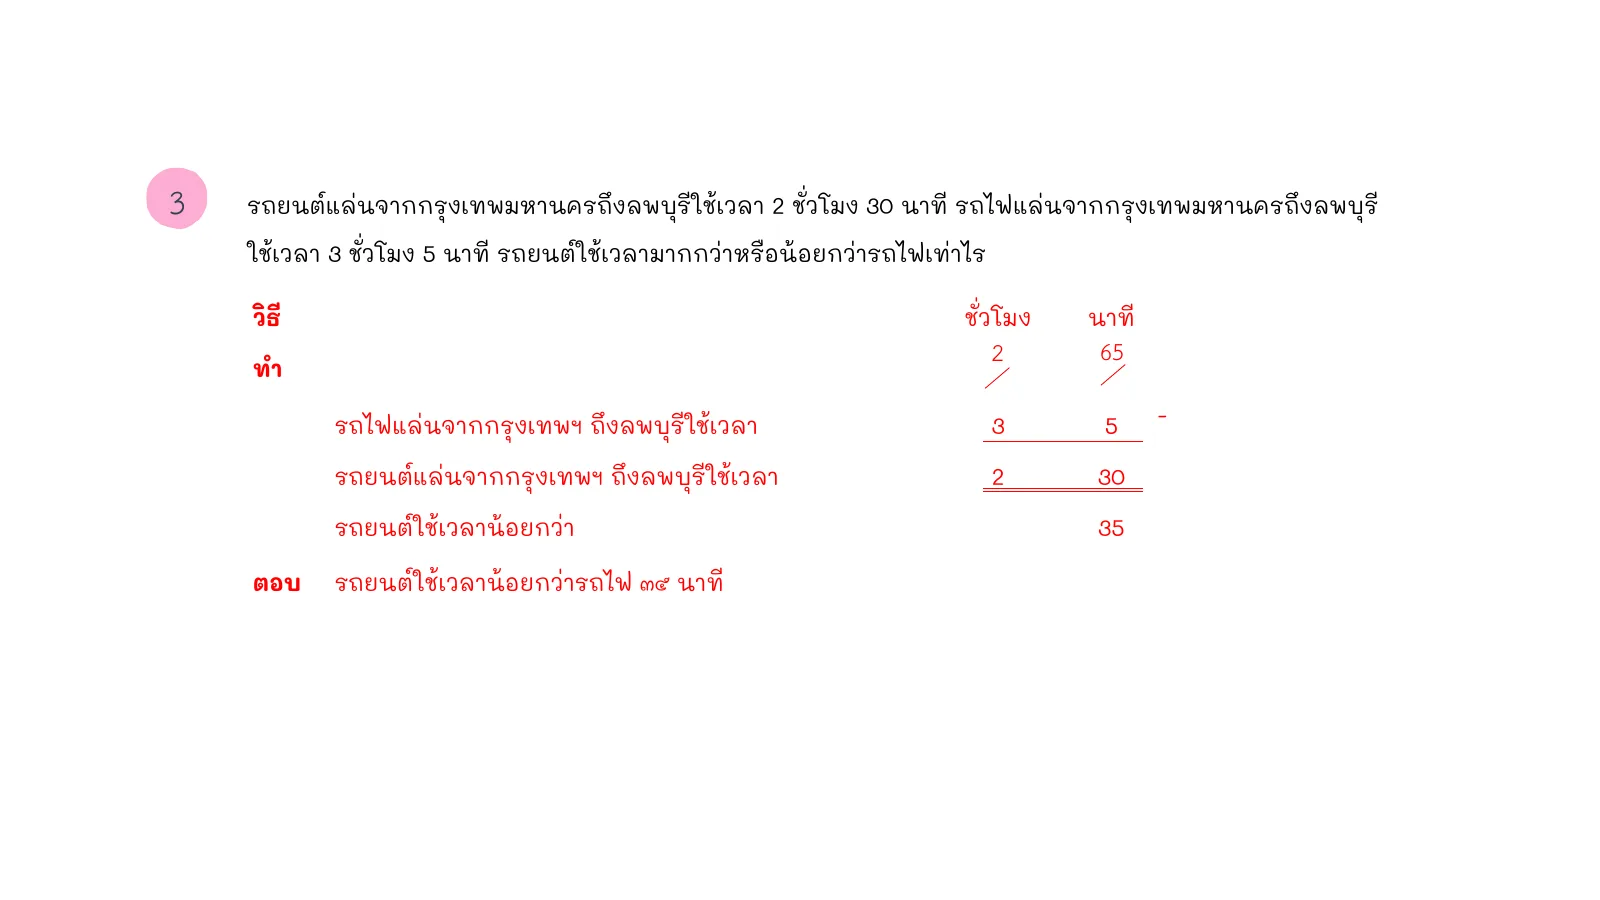 3
รถยนต์แล่นจากกรุงเทพมหานครถึงลพบุรีใช้เวลา 2 ชั่วโมง 30 นาที รถไฟแล่นจากกรุงเทพมหานครถึงลพบุรี
ใช้เวลา 3 ชั่วโมง 5 นาที รถยนต์ใช้เวลามากกว่าหรือน้อยกว่ารถไฟเท่าไร
วิธี ชั่วโมง นาที
ทำ 2 65
รถไฟแล่นจากกรุงเทพฯ ถึงลพบุรีใช้เวลา 3 5 -
รถยนต์แล่นจากกรุงเทพฯ ถึงลพบุรีใช้เวลา 2 30
รถยนต์ใช้เวลาน้อยกว่า 35
ตอบ รถยนต์ใช้เวลาน้อยกว่ารถไฟ ๓๕ นาที